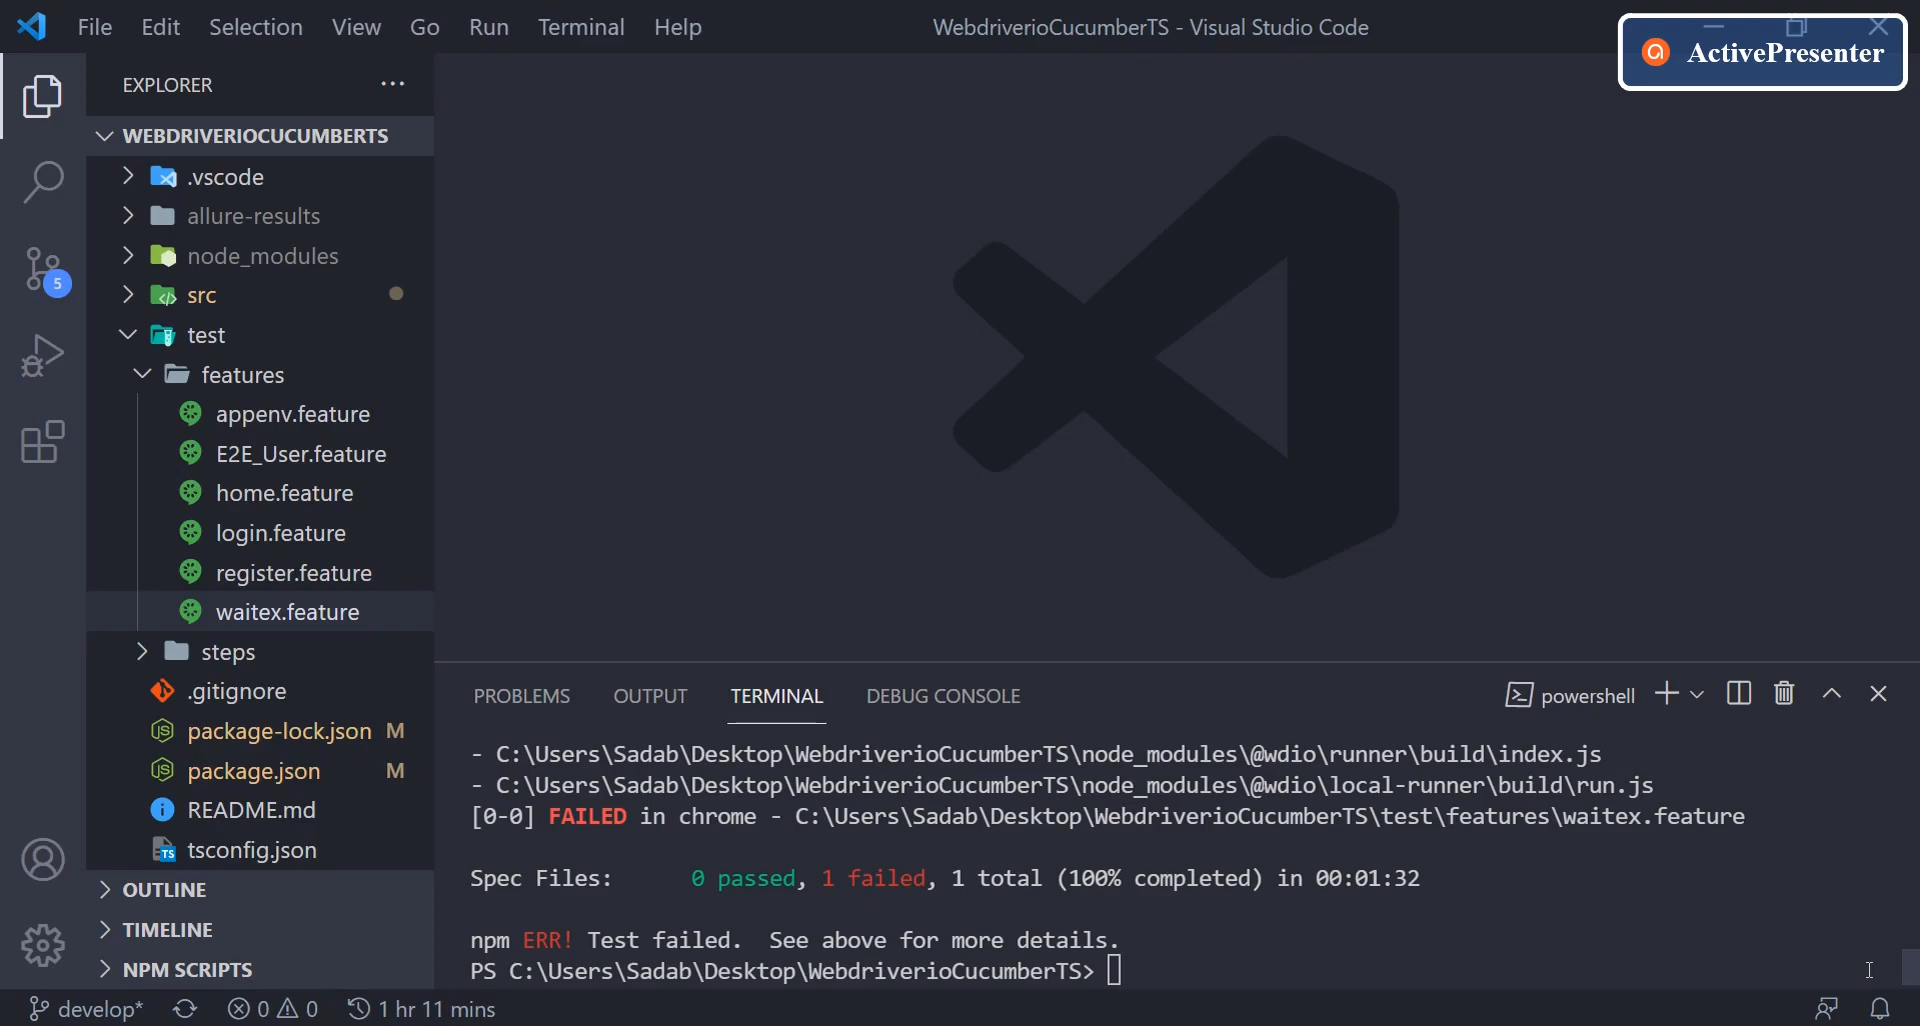 File Edit Selection View Go Run Terminal Help
WebdriverioCucumberTS - Visual Studio Code
ActivePresenter
EXPLORER
WEBDRIVERIOCUCUMBERTS
.vscode
allure-results
node_modules
src
test
features
appenv.feature
E2E_User.feature
home.feature
login.feature
register.feature
waitex.feature
steps
.gitignore
package-lock.json M
package.json M
README.md
TS tsconfig.json
OUTLINE
TIMELINE
NPM SCRIPTS
5
PROBLEMS OUTPUT TERMINAL DEBUG CONSOLE
powershell
- C:\Users\Sadab\Desktop\WebdriverioCucumberTS\node_modules\@wdio\runner\build\index.js
- C:\Users\Sadab\Desktop\WebdriverioCucumberTS\node_modules\@wdio\local-runner\build\run.js
[0-0] FAILED in chrome - C:\Users\Sadab\Desktop\WebdriverioCucumberTS\test\features\waitex.feature
Spec Files: 0 passed, 1 failed, 1 total (100% completed) in 00:01:32
npm ERR! Test failed. See above for more details.
PS C:\Users\Sadab\Desktop\WebdriverioCucumberTS>
develop* 0 0 1 hr 11 mins